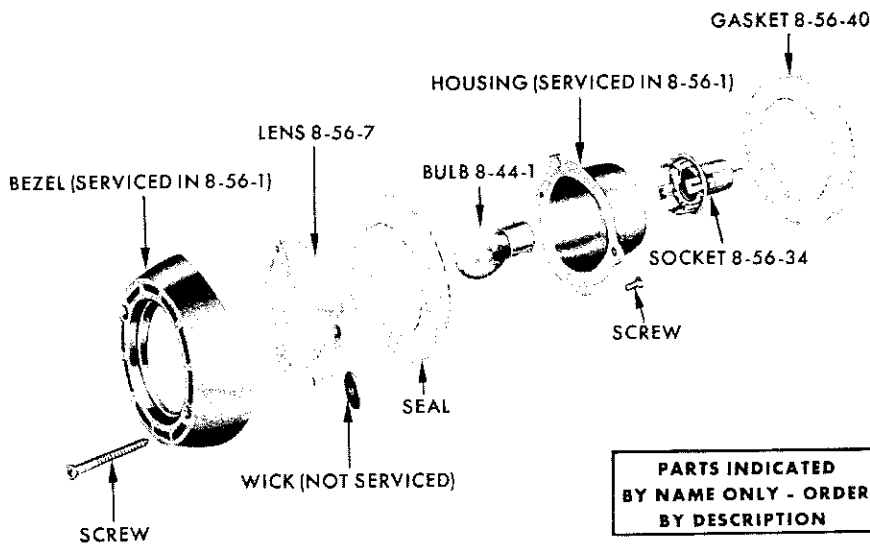 GASKET 8-56-40
HOUSING (SERVICED IN 8-56-1)
LENS 8-56-7
BULB 8-44-1
BEZEL (SERVICED IN 8-56-1)
SOCKET 8-56-34
SCREW
SEAL
WICK (NOT SERVICED)
SCREW
PARTS INDICATED
BY NAME ONLY - ORDER
BY DESCRIPTION